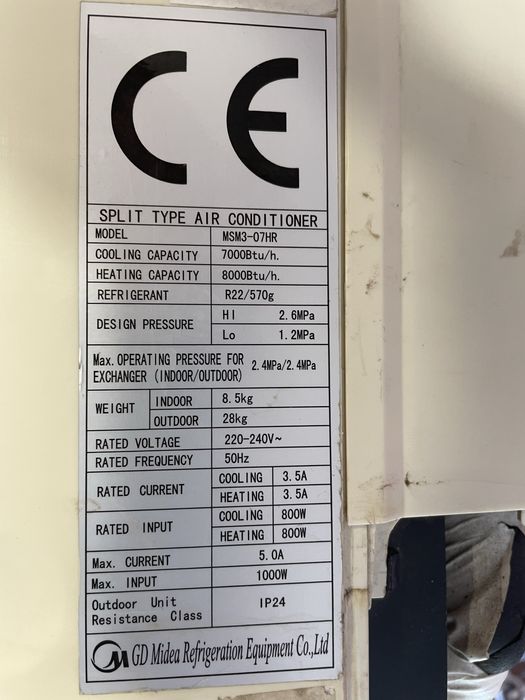 CE
SPLIT TYPE AIR CONDITIONER
MODEL MSM3-07HR
COOLING CAPACITY 7000Btu/h.
HEATING CAPACITY 8000Btu/h.
REFRIGERANT R22/570g
DESIGN PRESSURE HI 2.6MPa
Lo 1.2MPa
Max. OPERATING PRESSURE FOR
EXCHANGER (INDOOR/OUTDOOR) 2.4MPa/2.4MPa
WEIGHT INDOOR 8.5kg
OUTDOOR 28kg
RATED VOLTAGE 220-240V~
RATED FREQUENCY 50Hz
RATED CURRENT COOLING 3.5A
HEATING 3.5A
RATED INPUT COOLING 800W
HEATING 800W
Max. CURRENT 5.0A
Max. INPUT 1000W
Outdoor Unit
Resistance Class IP24
GD Midea Refrigeration Equipment Co.,Ltd